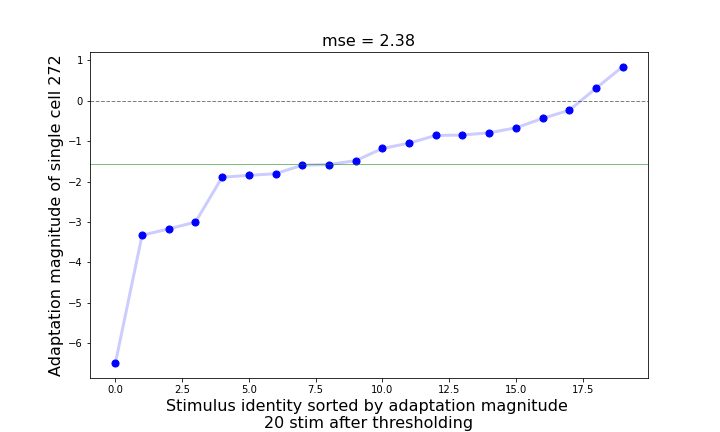 mse = 2.38
Adaptation magnitude of single cell 272
1
0
−1
−2
−3
−4
−5
−6
0.0 2.5 5.0 7.5 10.0 12.5 15.0 17.5
Stimulus identity sorted by adaptation magnitude
20 stim after thresholding